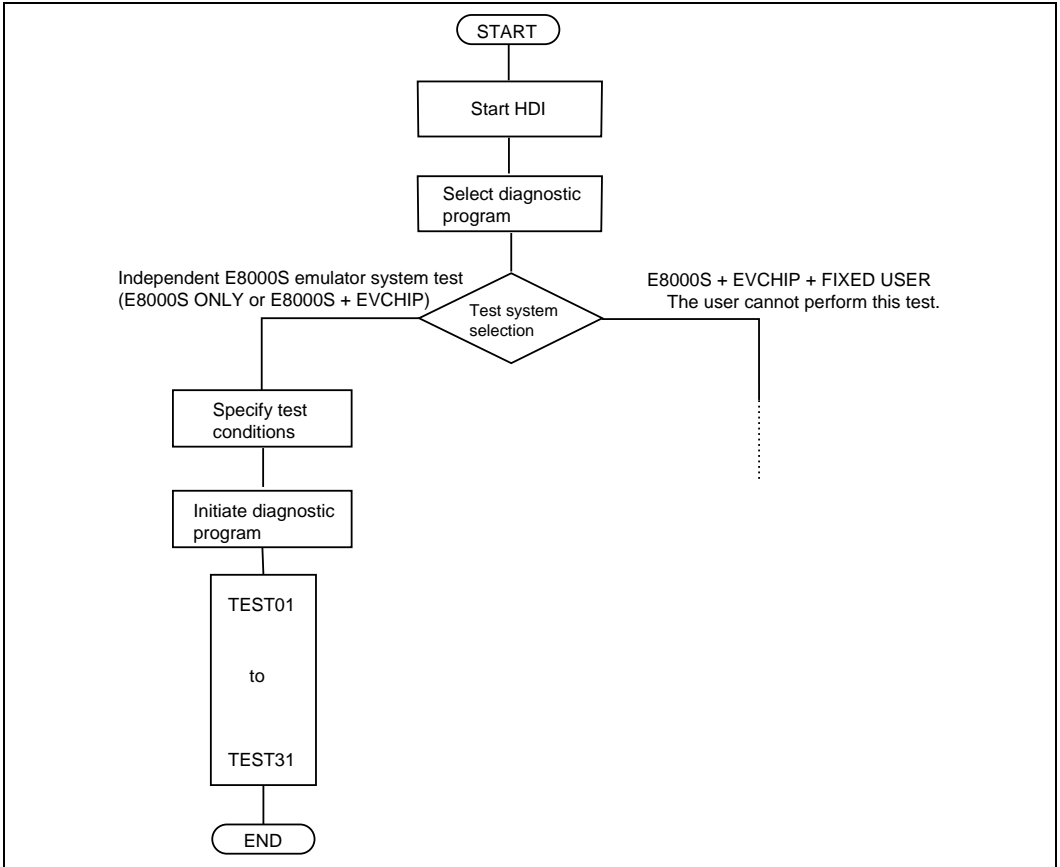 START
Start HDI
Select diagnostic
program
Independent E8000S emulator system test
(E8000S ONLY or E8000S + EVCHIP)
Test system
selection
E8000S + EVCHIP + FIXED USER
The user cannot perform this test.
Specify test
conditions
Initiate diagnostic
program
TEST01
to
TEST31
END